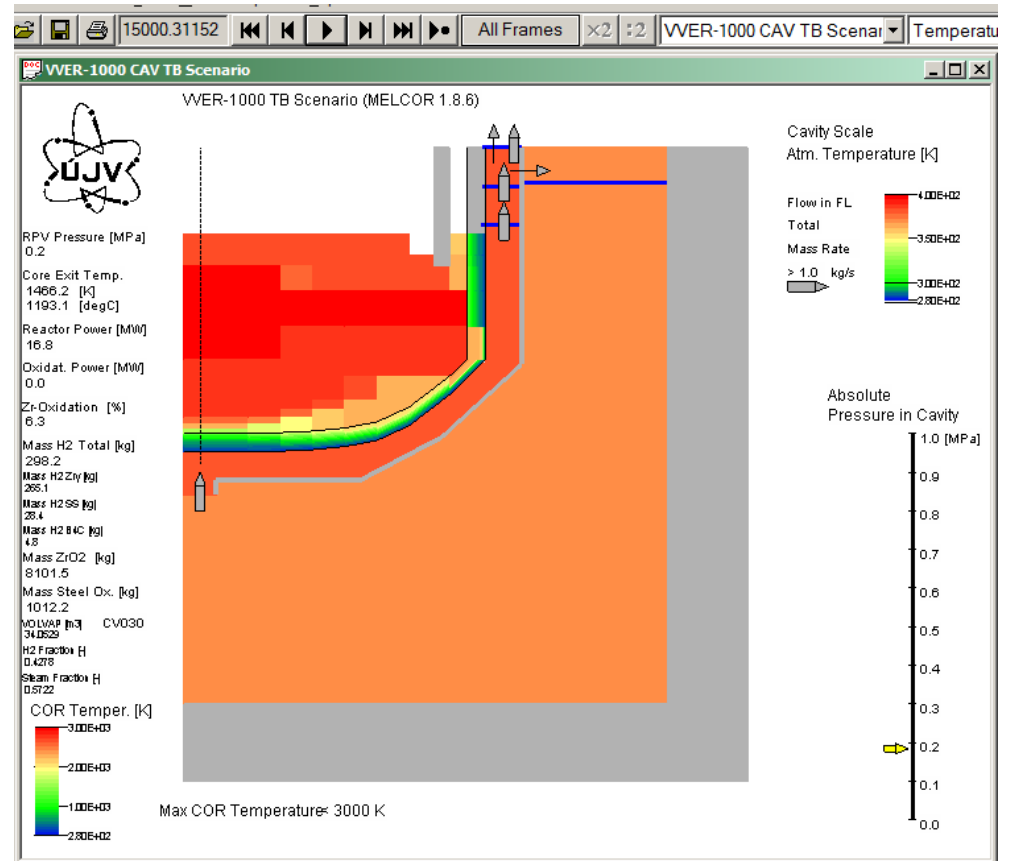 15000.31152 All Frames ×2 :2 VVER-1000 CAV TB Scenar Temperatu
VVER-1000 CAV TB Scenario
VVER-1000 TB Scenario (MELCOR 1.8.6)
ÚJV
RPV Pressure [MPa]
0.2
Core Exit Temp.
1466.2 [K]
1193.1 [degC]
Reactor Power [MW]
16.8
Oxidat. Power [MW]
0.0
Zr-Oxidation [%]
6.3
Mass H2 Total [kg]
298.2
Mass H2 Zry [kg]
265.1
Mass H2 SS [kg]
28.4
Mass H2 B4C [kg]
4.8
Mass ZrO2 [kg]
8101.5
Mass Steel Ox. [kg]
1012.2
VOLVAP [m3] CV030
34.0529
H2 Fraction [-]
0.4278
Steam Fraction [-]
0.5722
COR Temper. [K]
3.00E+03
2.00E+03
1.00E+03
2.80E+02
Max COR Temperature< 3000 K
Cavity Scale
Atm. Temperature [K]
Flow in FL
Total
Mass Rate
> 1.0 kg/s
4.00E+02
3.50E+02
3.00E+02
2.80E+02
Absolute
Pressure in Cavity
1.0 [MPa]
0.9
0.8
0.7
0.6
0.5
0.4
0.3
0.2
0.1
0.0